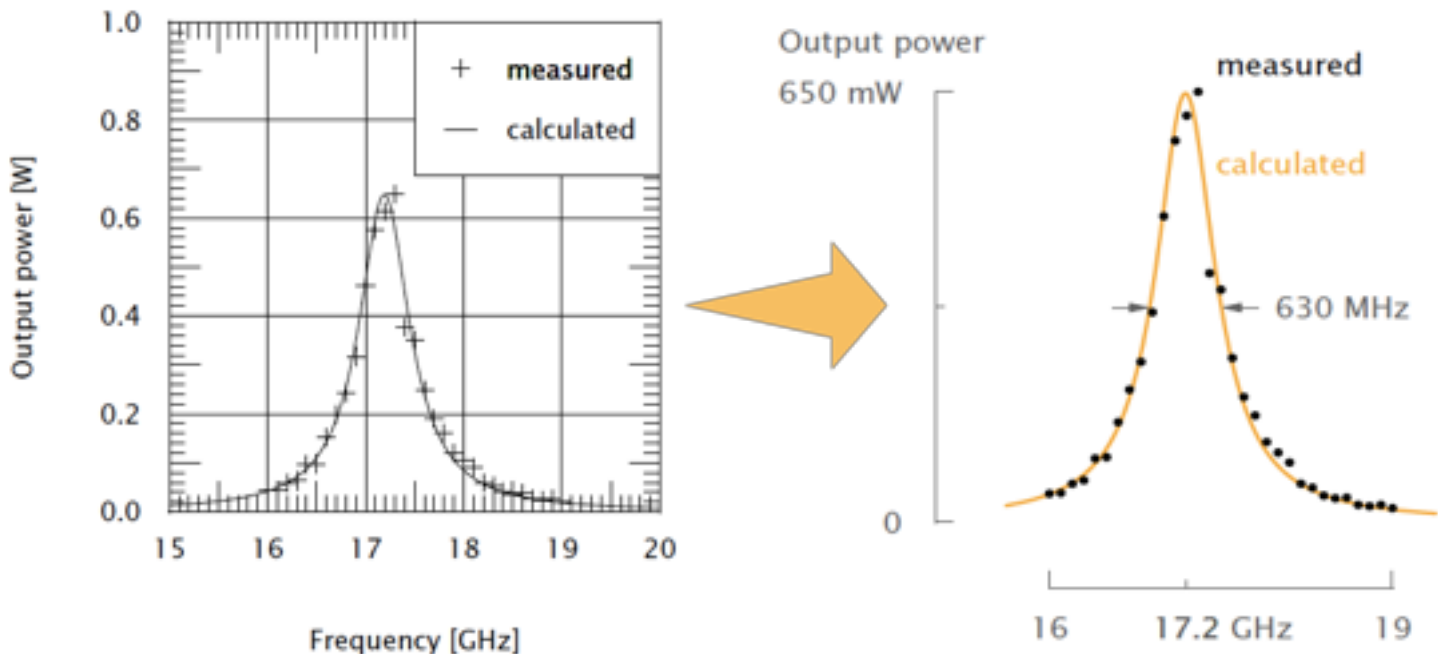 Output power [W]
1.0
0.8
0.6
0.4
0.2
0.0
measured
calculated
15 16 17 18 19 20
Frequency [GHz]
Output power
650 mW
0
measured
calculated
630 MHz
16 17.2 GHz 19